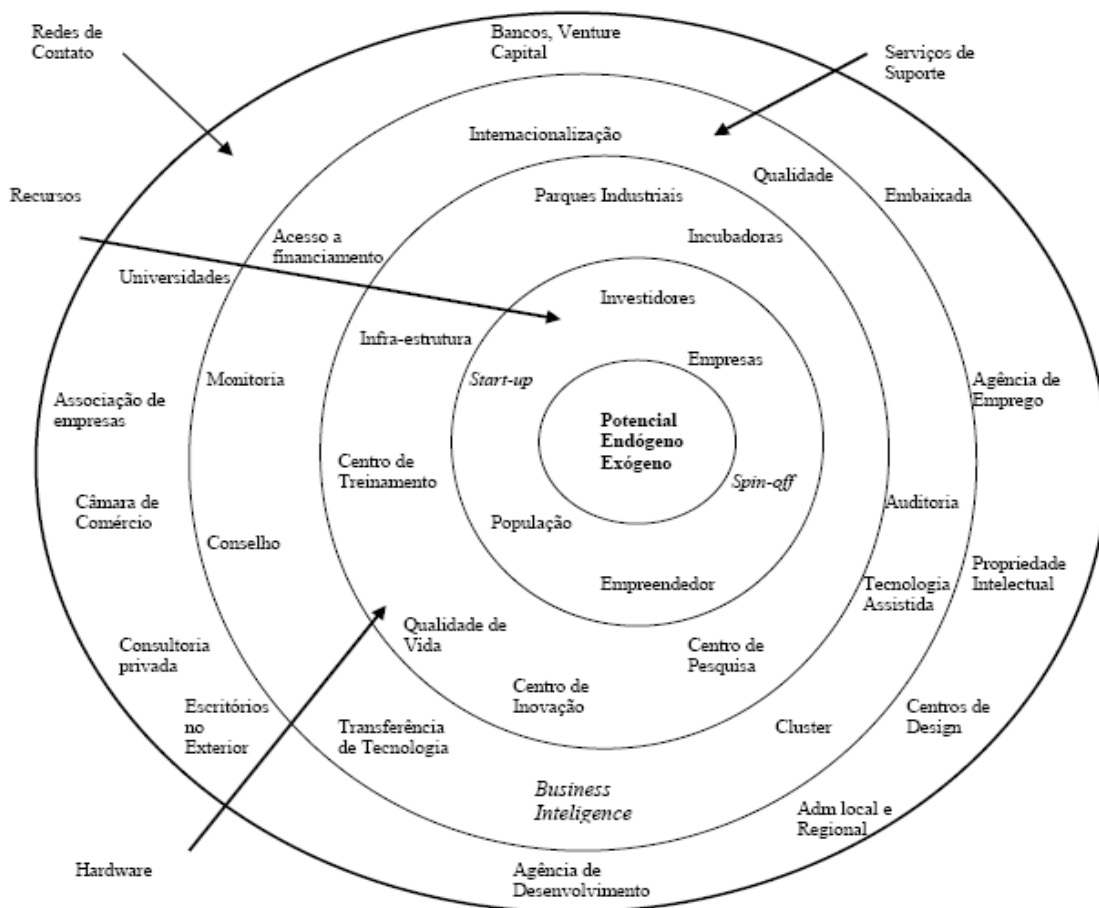 Redes de
Contato
Bancos, Venture
Capital
Serviços de
Suporte
Internacionalização
Qualidade
Embaixada
Recursos
Parques Industriais
Incubadoras
Acesso a
financiamento
Universidades
Investidores
Infra-estrutura
Empresas
Start-up
Monitoria
Agência de
Emprego
Associação de
empresas
Potencial
Endógeno
Exógeno
Centro de
Treinamento
Spin-off
Câmara de
Comércio
Auditoria
População
Conselho
Propriedade
Intelectual
Empreendedor
Tecnologia
Assistida
Qualidade de
Vida
Consultoria
privada
Centro de
Pesquisa
Centro de
Inovação
Escritórios
no
Exterior
Centros de
Design
Transferência
de Tecnologia
Cluster
Business
Inteligence
Adm local e
Regional
Hardware
Agência de
Desenvolvimento